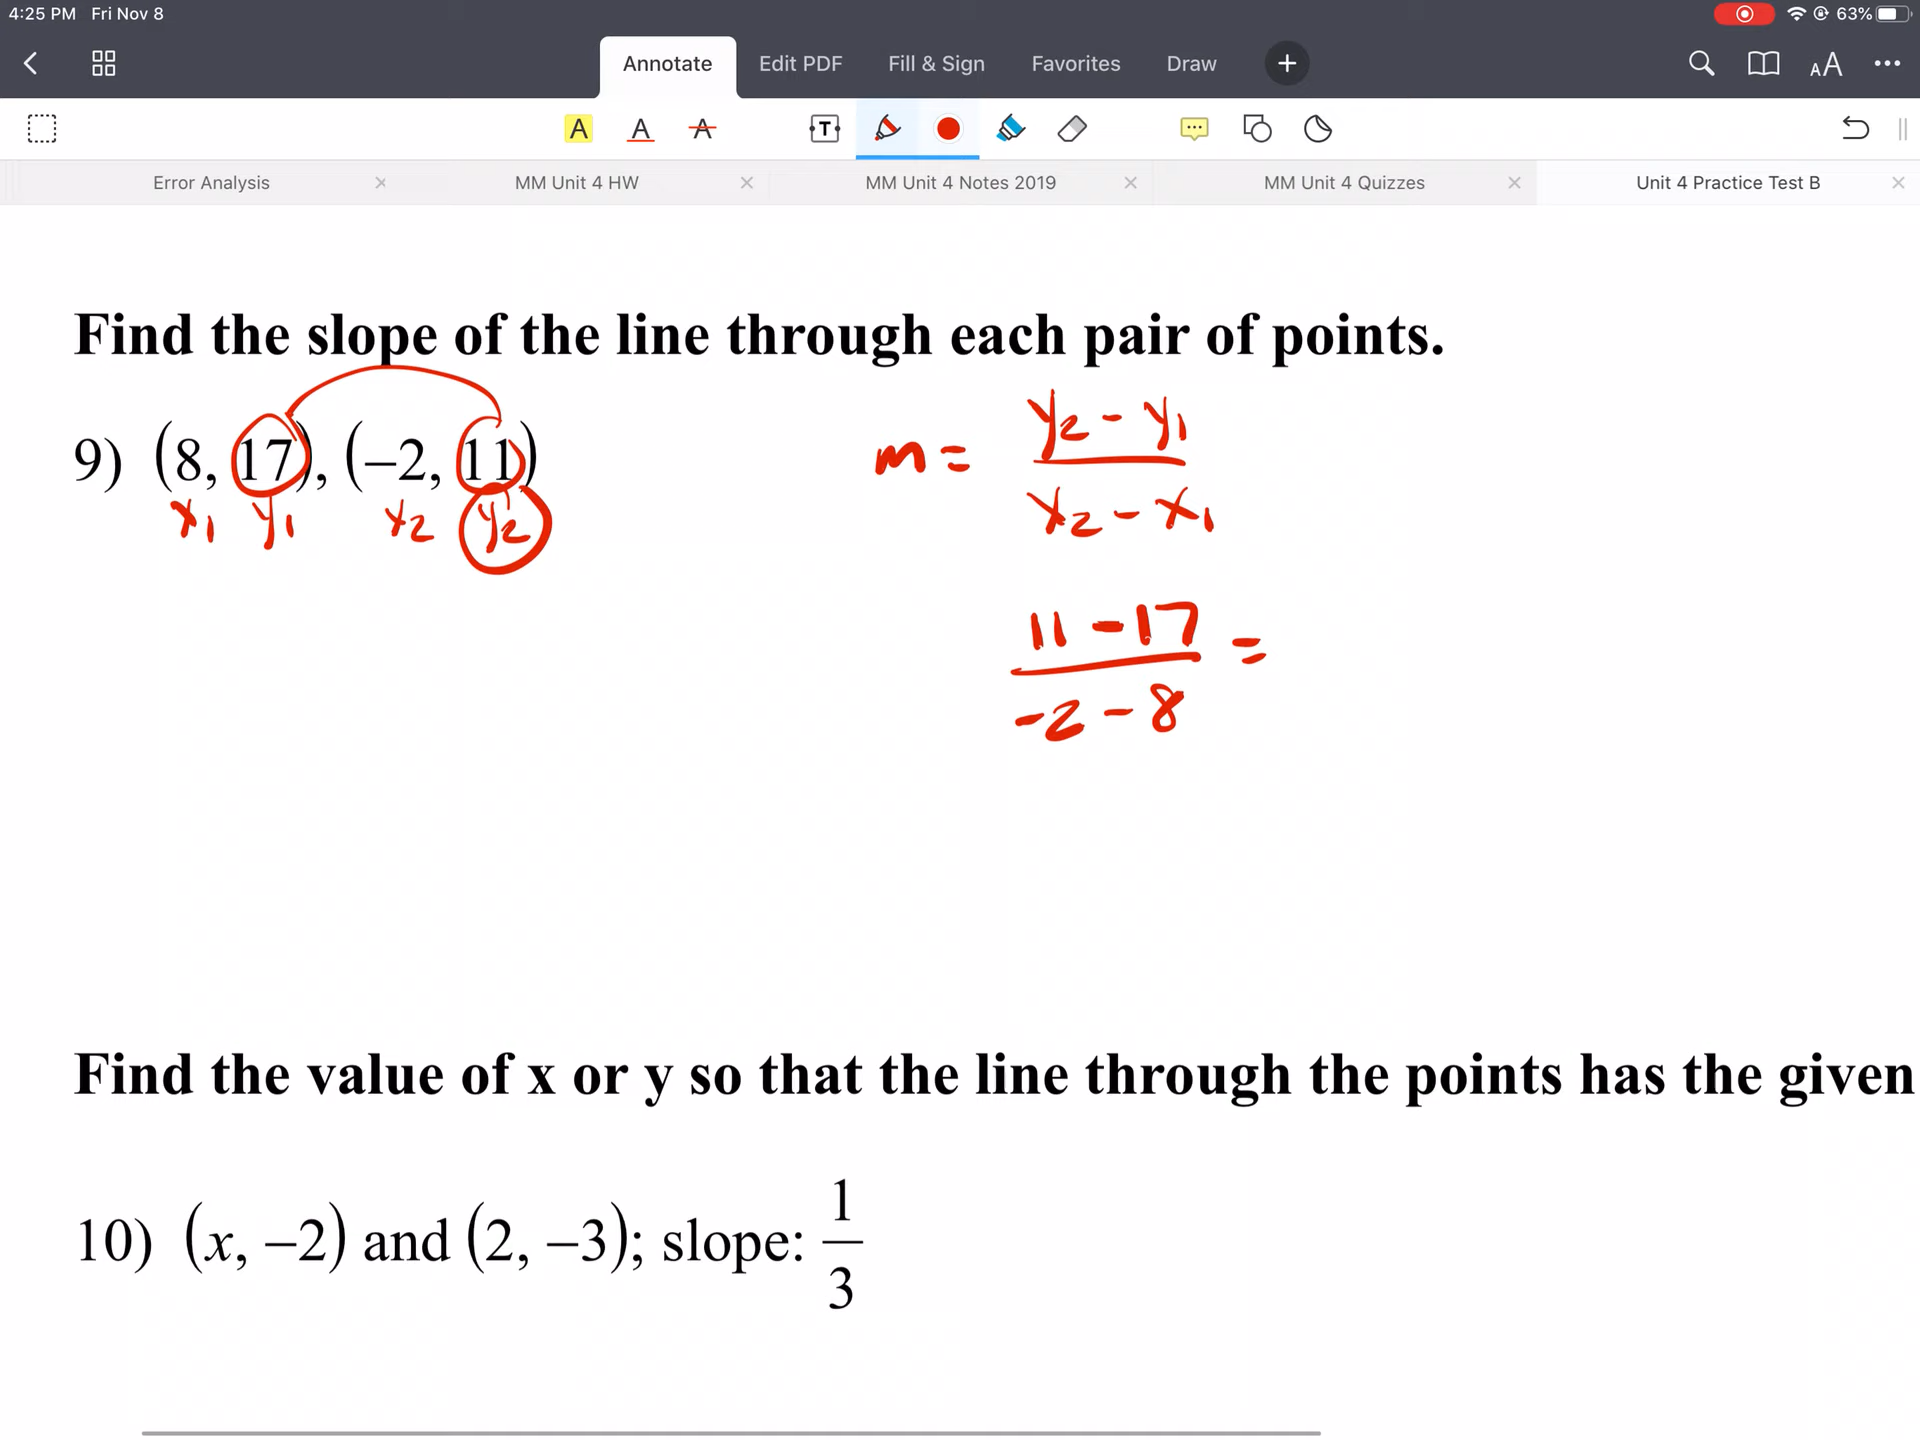 4:25 PM Fri Nov 8 63%
Annotate Edit PDF Fill & Sign Favorites Draw + AA
A A A T
Error Analysis × MM Unit 4 HW × MM Unit 4 Notes 2019 × MM Unit 4 Quizzes × Unit 4 Practice Test B ×
Find the slope of the line through each pair of points.
9) (8, 17), (–2, 11)
x₁ y₁ x₂ y₂
m = y₂ - y₁
x₂ - x₁
11 - 17 =
-2 - 8
Find the value of x or y so that the line through the points has the given
10) (x, –2) and (2, –3); slope: 1
3